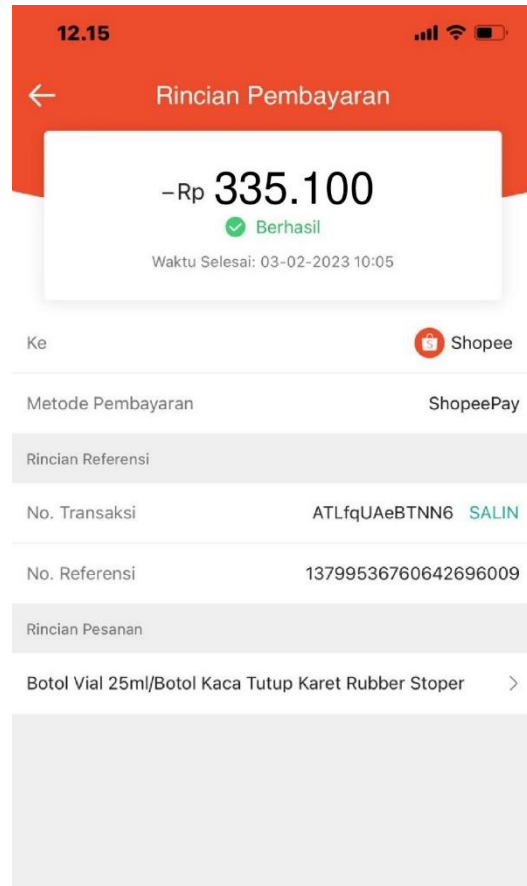 12.15
Rincian Pembayaran
–Rp 335.100
Berhasil
Waktu Selesai: 03-02-2023 10:05
Ke Shopee
Metode Pembayaran ShopeePay
Rincian Referensi
No. Transaksi ATLfqUAeBTNN6 SALIN
No. Referensi 13799536760642696009
Rincian Pesanan
Botol Vial 25ml/Botol Kaca Tutup Karet Rubber Stoper